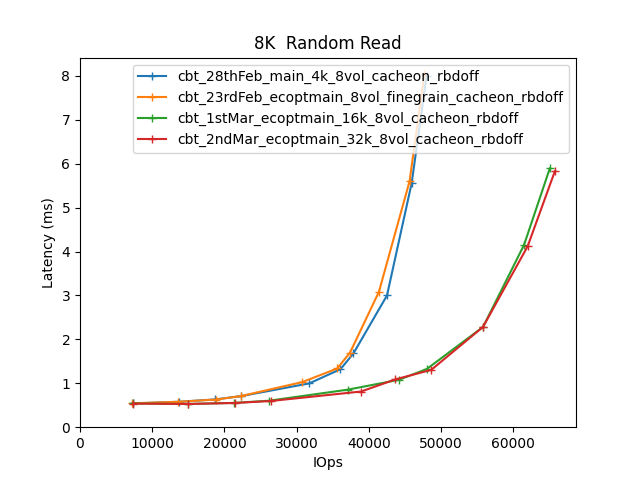 8K  Random Read
cbt_28thFeb_main_4k_8vol_cacheon_rbdoff
cbt_23rdFeb_ecoptmain_8vol_finegrain_cacheon_rbdoff
cbt_1stMar_ecoptmain_16k_8vol_cacheon_rbdoff
cbt_2ndMar_ecoptmain_32k_8vol_cacheon_rbdoff
Latency (ms)
8
7
6
5
4
3
2
1
0
0 10000 20000 30000 40000 50000 60000
IOps